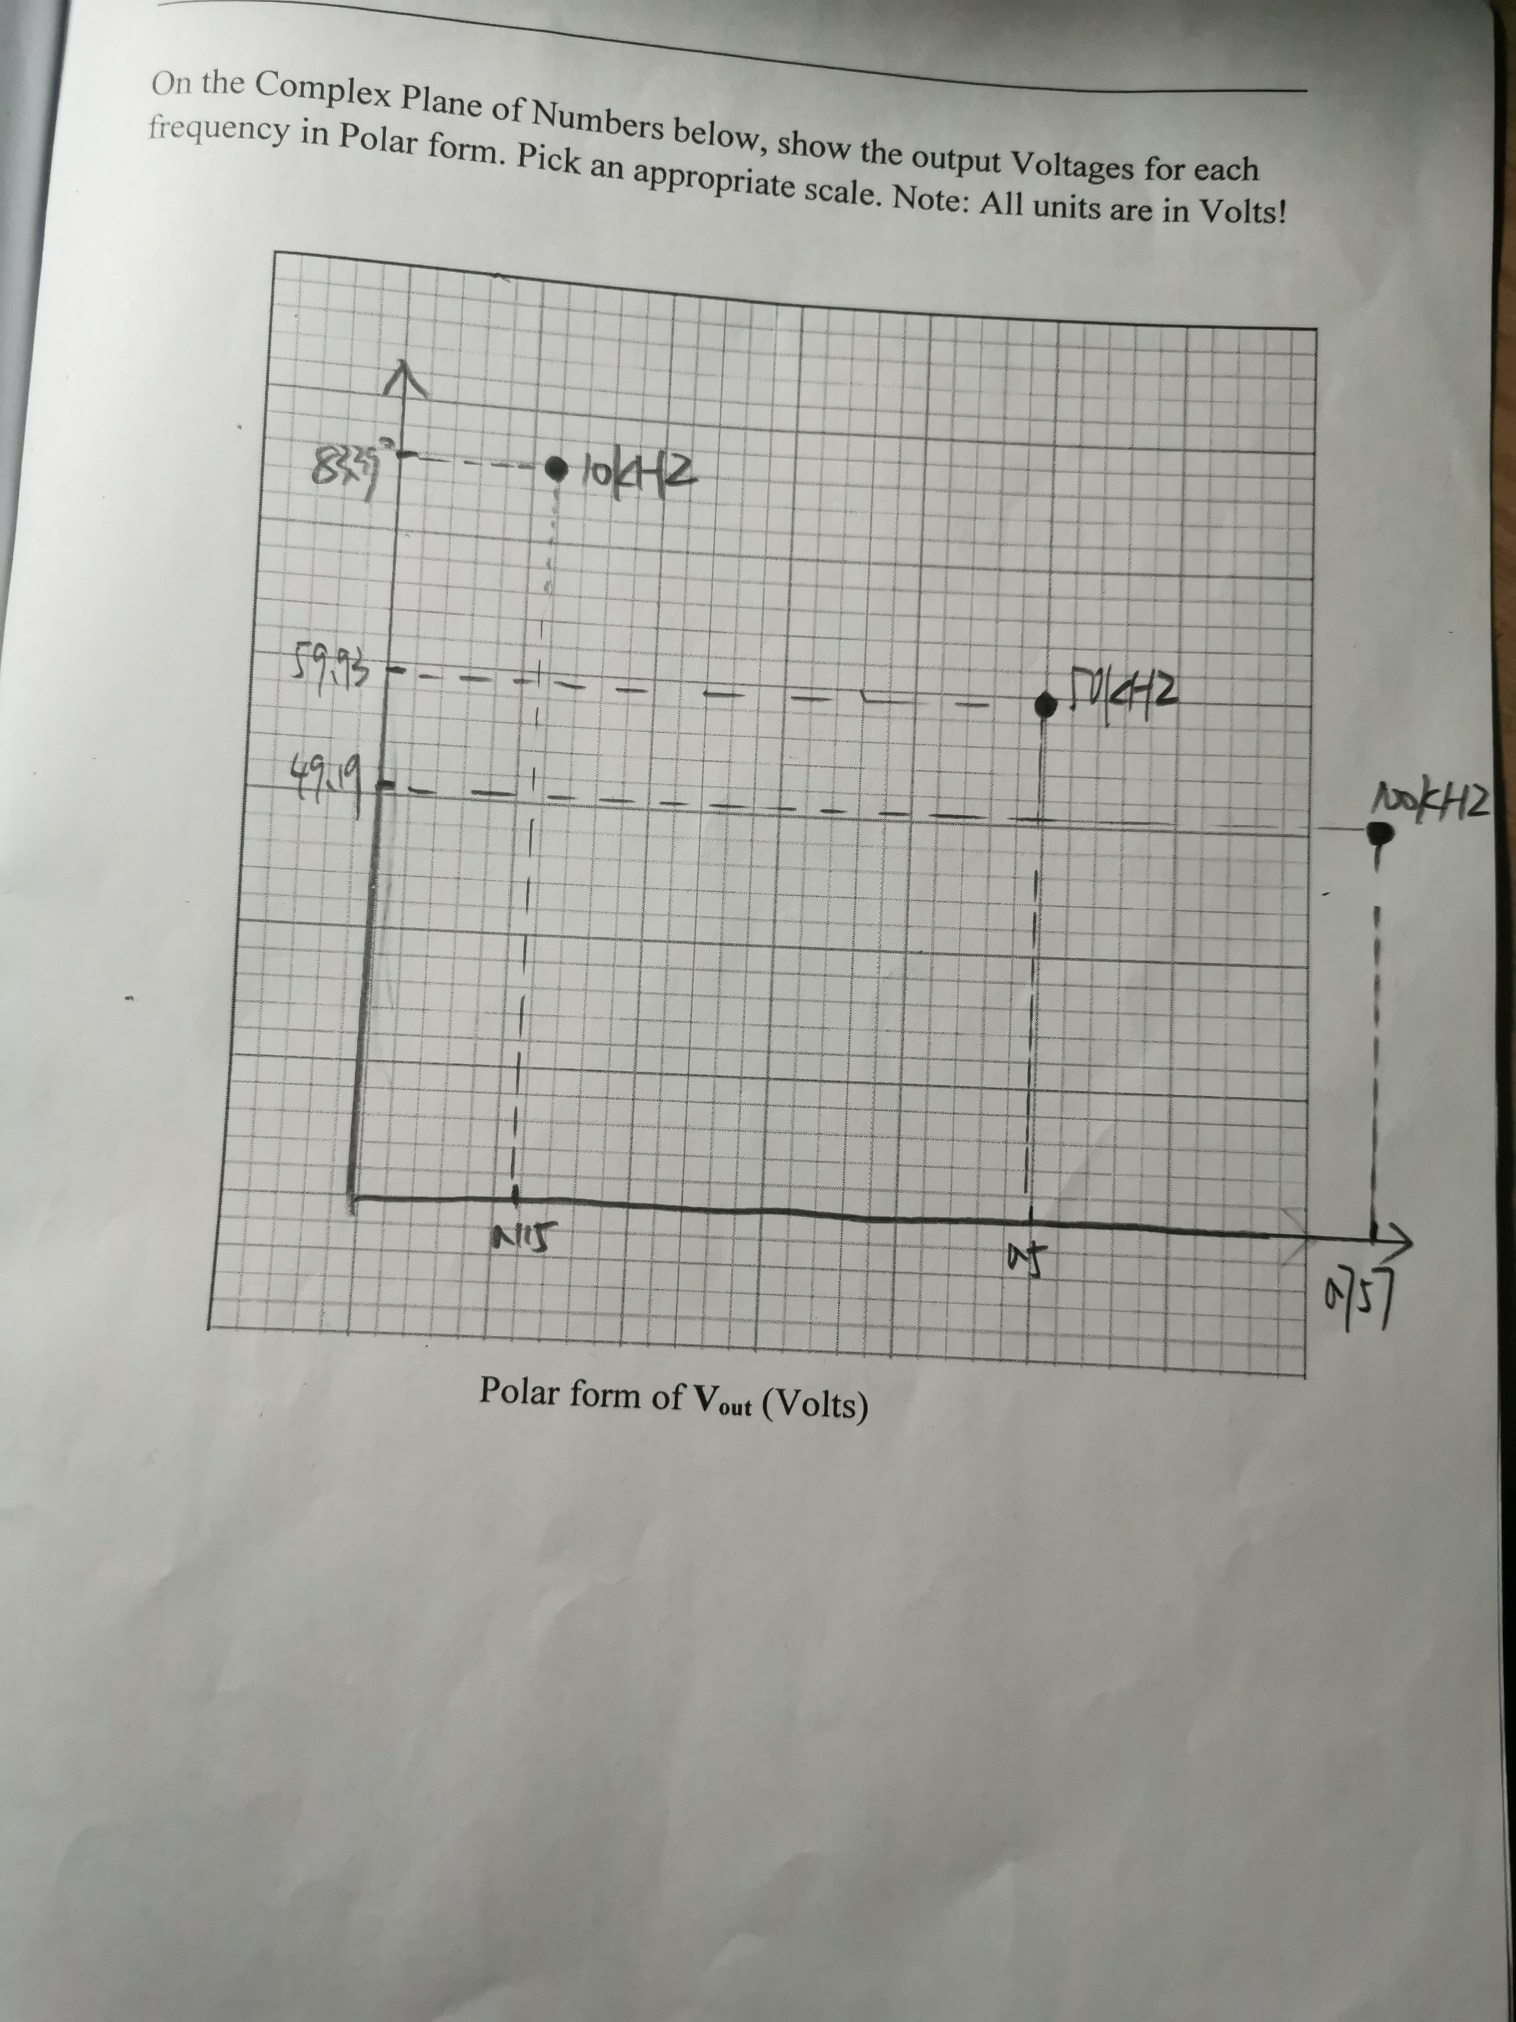 On the Complex Plane of Numbers below, show the output Voltages for each
frequency in Polar form. Pick an appropriate scale. Note: All units are in Volts!
10KHZ
59.93
50KHZ
49.19
100KHZ
0.115
0.5
0.757
Polar form of Vout (Volts)